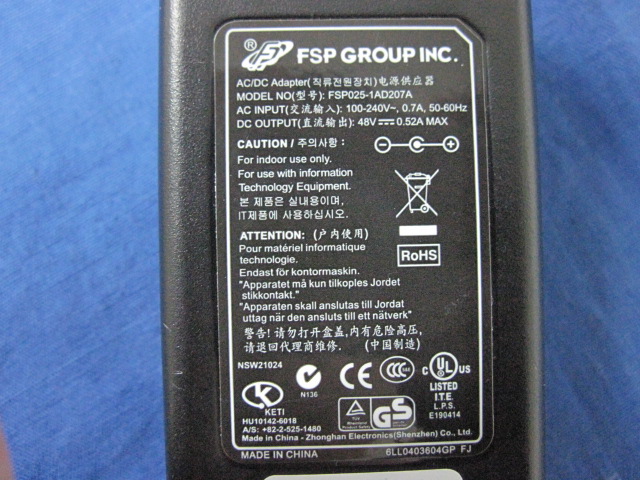 ® FSP GROUP INC.
AC/DC Adapter(직류전원장치)电源供应器
MODEL NO(型号): FSP025-1AD207A
AC INPUT(交流输入): 100-240V~, 0.7A, 50-60Hz
DC OUTPUT(直流输出): 48V⎓0.52A MAX
CAUTION / 주의사항 :
For indoor use only.
For use with information
Technology Equipment.
본 제품은 실내용이며,
IT제품에 사용하십시오.
ATTENTION: (户内使用)
Pour matériel informatique
technologie.
Endast för kontormaskin.
"Apparatet må kun tilkoples Jordet
stikkontakt."
"Apparaten skall anslutas till Jordat
uttag när den ansluts till ett nätverk"
RoHS
警告! 请勿打开盒盖,内有危险高压,
请退回代理商维修. (中国制造)
NSW21024
N136
CE
CCC
c UL US
LISTED
I.T.E.
L.P.S.
E190414
K
KETI
HU10142-6018
A/S: +82-2-525-1480
TÜV
GS
Made in China - Zhonghan Electronics(Shenzhen) Co., Ltd.
MADE IN CHINA
6LL0403604GP FJ